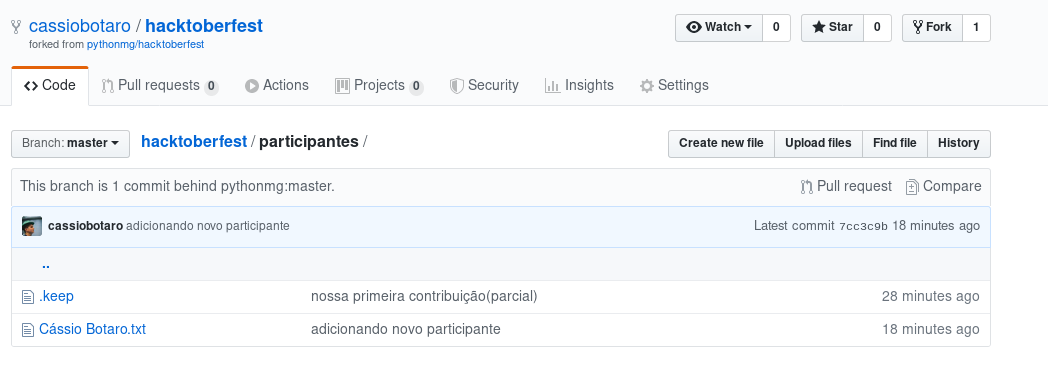 cassiobotaro / hacktoberfest
Watch 0 Star 0 Fork 1
forked from pythonmg/hacktoberfest
Code Pull requests 0 Actions Projects 0 Security Insights Settings
Branch: master hacktoberfest / participantes / Create new file Upload files Find file History
This branch is 1 commit behind pythonmg:master. Pull request Compare
cassiobotaro adicionando novo participante Latest commit 7cc3c9b 18 minutes ago
..
.keep nossa primeira contribuição(parcial) 28 minutes ago
Cássio Botaro.txt adicionando novo participante 18 minutes ago